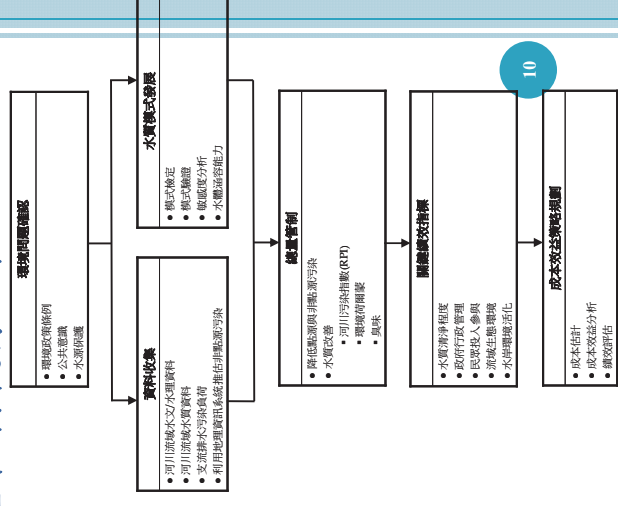 10
環境問題確認
環境政策條例
公共意識
水源保護
資料收集
河川流域水文/水理資料
河川流域水質資料
支流排水污染負荷
利用地理資訊系統推估非點源污染
水質模式發展
模式檢定
模式驗證
敏感度分析
水體涵容能力
總量管制
降低點源與非點源污染
水質改善
河川污染指數(RPI)
環境荷爾蒙
臭味
關鍵績效指標
水質清淨程度
政府行政管理
民眾投入參與
流域生態環境
水岸環境活化
成本效益策略規劃
成本估計
成本效益分析
績效評估